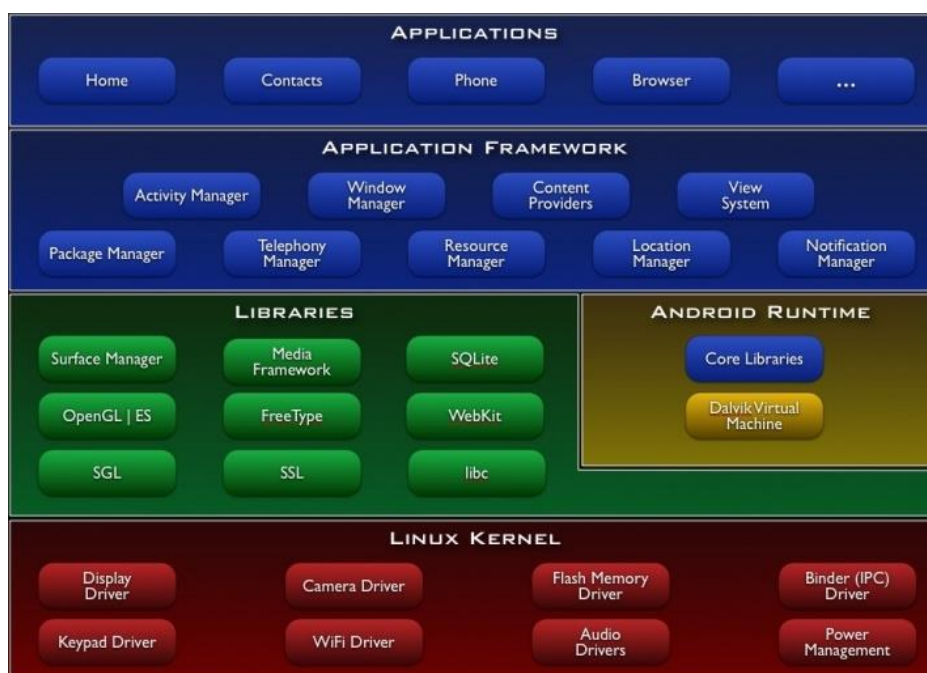 APPLICATIONS
Home
Contacts
Phone
Browser
...
APPLICATION FRAMEWORK
Activity Manager
Window
Manager
Content
Providers
View
System
Package Manager
Telephony
Manager
Resource
Manager
Location
Manager
Notification
Manager
LIBRARIES
Surface Manager
Media
Framework
SQLite
OpenGL | ES
FreeType
WebKit
SGL
SSL
libc
ANDROID RUNTIME
Core Libraries
Dalvik Virtual
Machine
LINUX KERNEL
Display
Driver
Camera Driver
Flash Memory
Driver
Binder (IPC)
Driver
Keypad Driver
WiFi Driver
Audio
Drivers
Power
Management